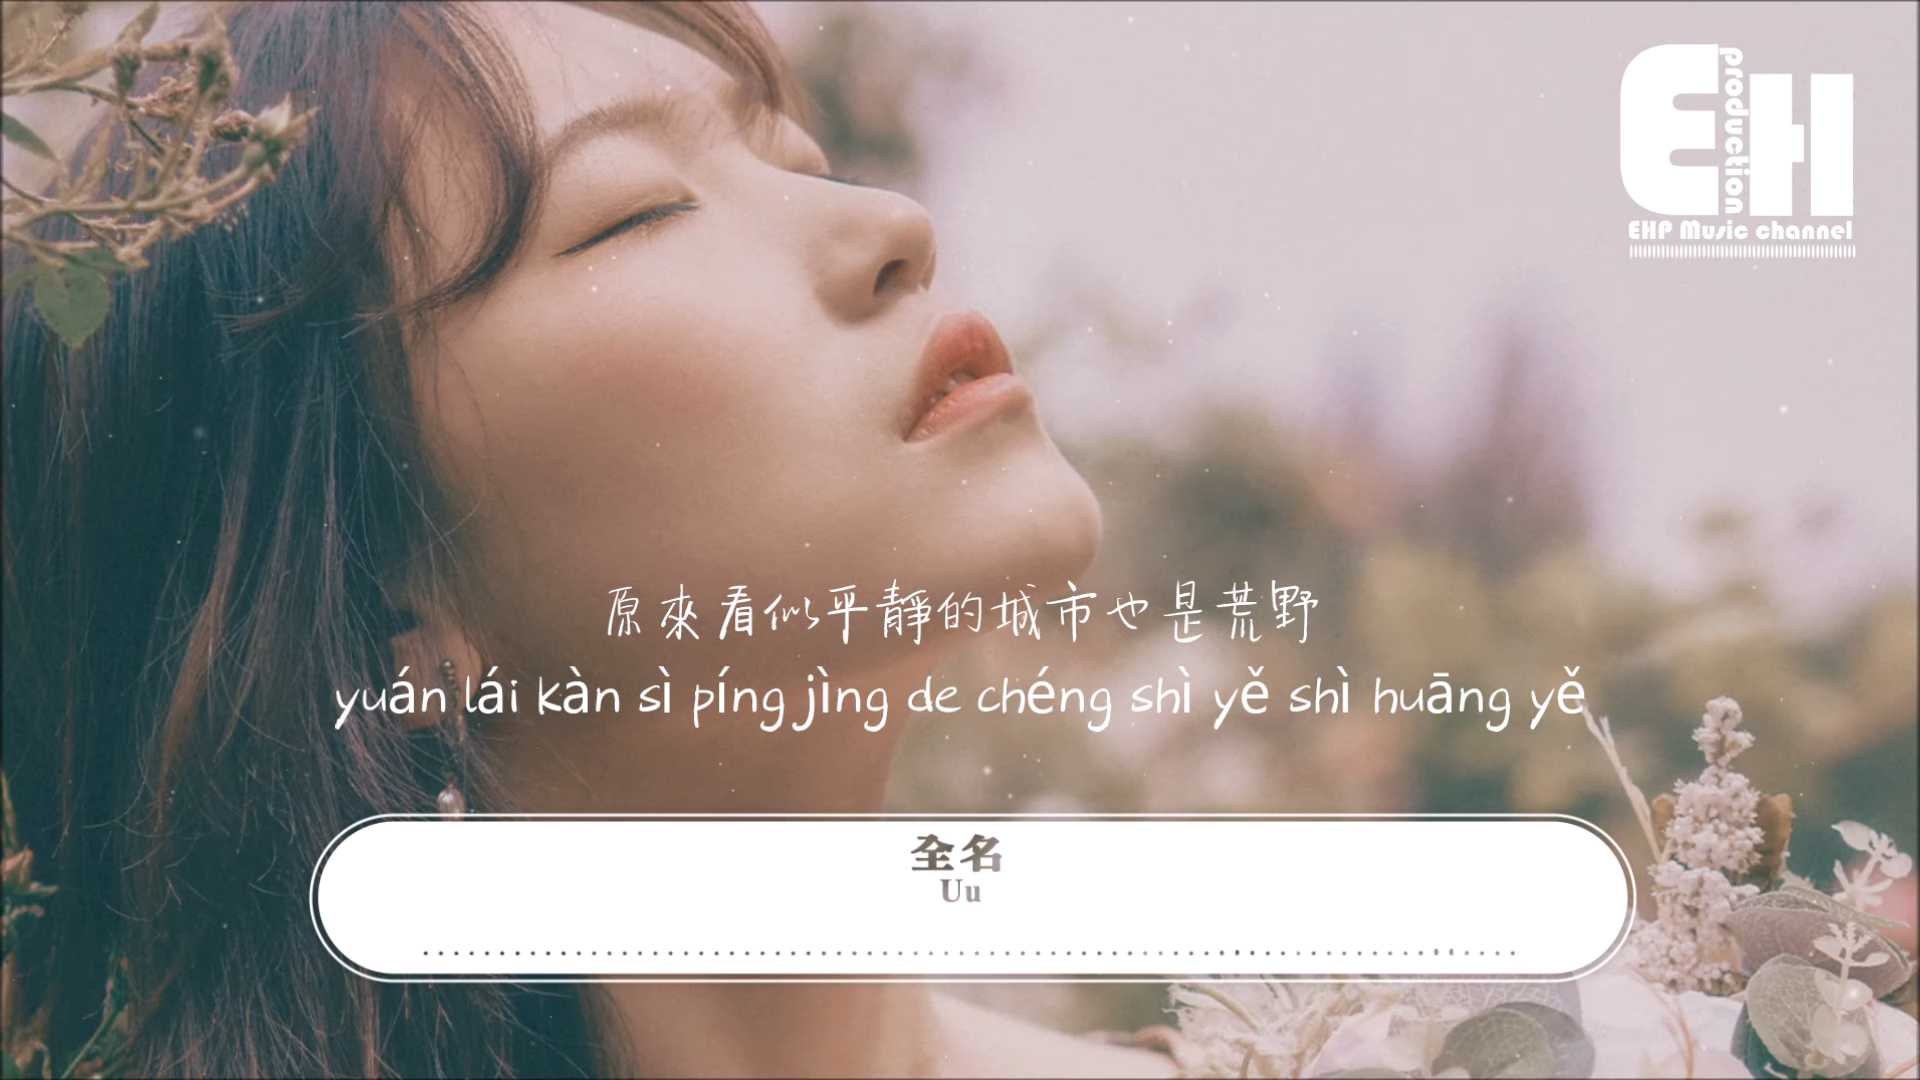 EH
production
EHP Music channel
原來看似平靜的城市也是荒野
yuán lái kàn sì píng jìng de chéng shì yě shì huāng yě
全名
Uu